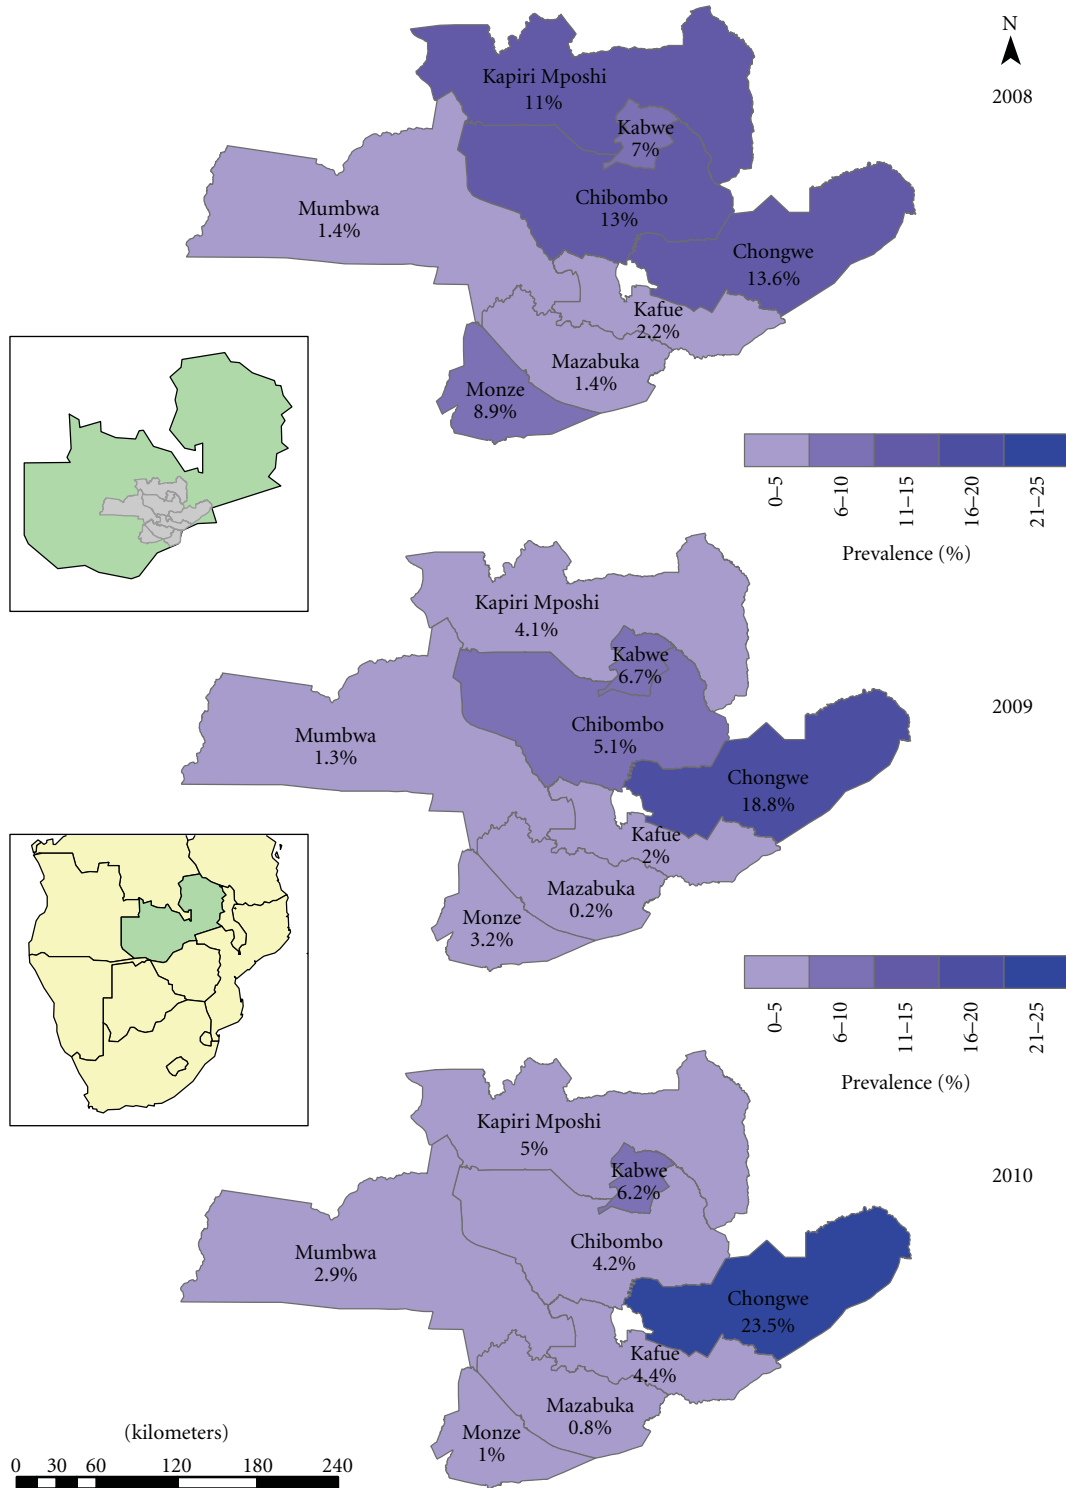 N
2008
Kapiri Mposhi
11%
Kabwe
7%
Mumbwa
1.4%
Chibombo
13%
Chongwe
13.6%
Kafue
2.2%
Mazabuka
1.4%
Monze
8.9%
0–5
6–10
11–15
16–20
21–25
Prevalence (%)
2009
Kapiri Mposhi
4.1%
Kabwe
6.7%
Mumbwa
1.3%
Chibombo
5.1%
Chongwe
18.8%
Kafue
2%
Mazabuka
0.2%
Monze
3.2%
0–5
6–10
11–15
16–20
21–25
Prevalence (%)
2010
Kapiri Mposhi
5%
Kabwe
6.2%
Mumbwa
2.9%
Chibombo
4.2%
Chongwe
23.5%
Kafue
4.4%
Mazabuka
0.8%
Monze
1%
(kilometers)
0 30 60 120 180 240